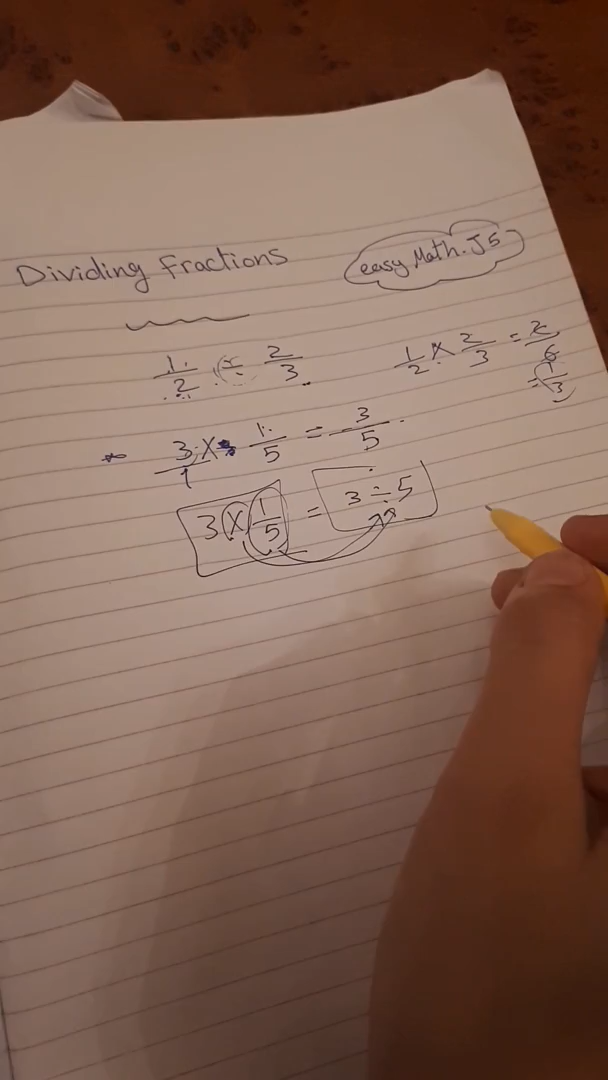 Dividing Fractions
easy Math.J5
1/2 ÷ 2/3
1/2 × 2/3 = 2/6
= 1/3
3/1 × 1/5 = 3/5
3 × 1/5 = 3 ÷ 5